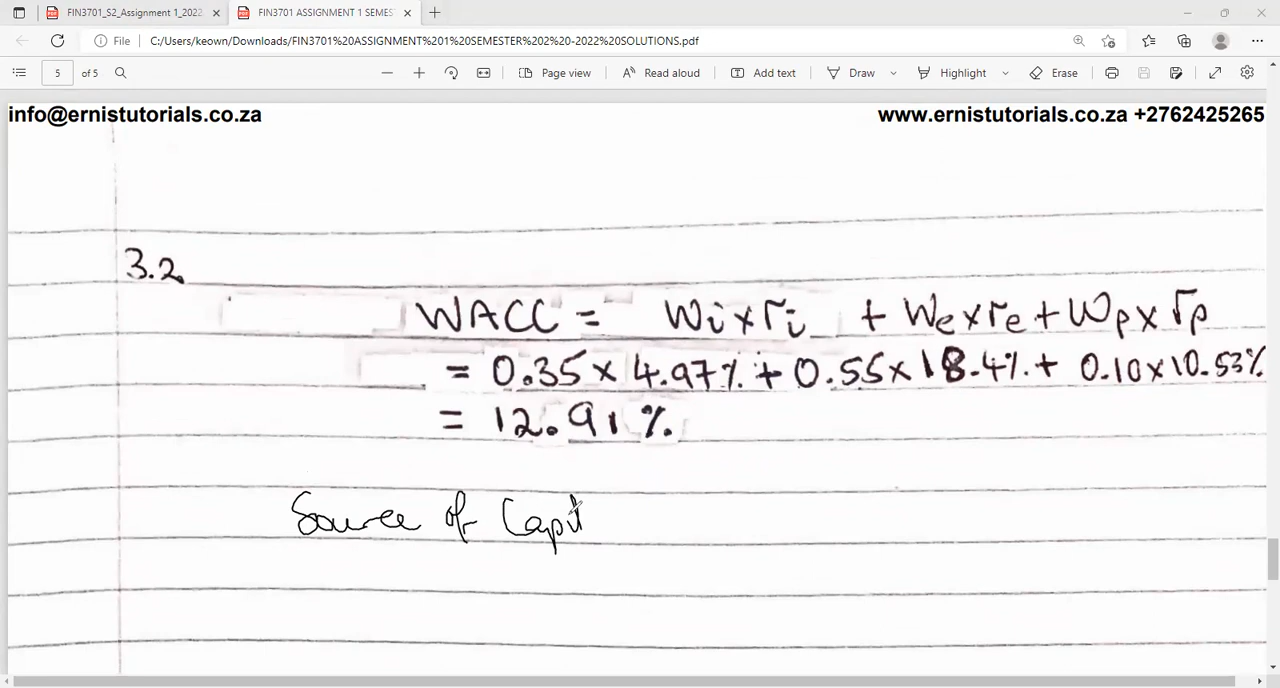 FIN3701_S2_Assignment 1_2022.
FIN3701 ASSIGNMENT 1 SEMES
File C:/Users/keown/Downloads/FIN3701%20ASSIGNMENT%201%20SEMESTER%202%20-2022%20SOLUTIONS.pdf
5 of 5 Page view Read aloud Add text Draw Highlight Erase
info@ernistutorials.co.za www.ernistutorials.co.za +2762425265
3.2.
WACC = Wi x ri + We x re + Wp x rp
= 0.35 x 4.97% + 0.55 x 18.4% + 0.10 x 10.53%
= 12.91%.
Source of Capit